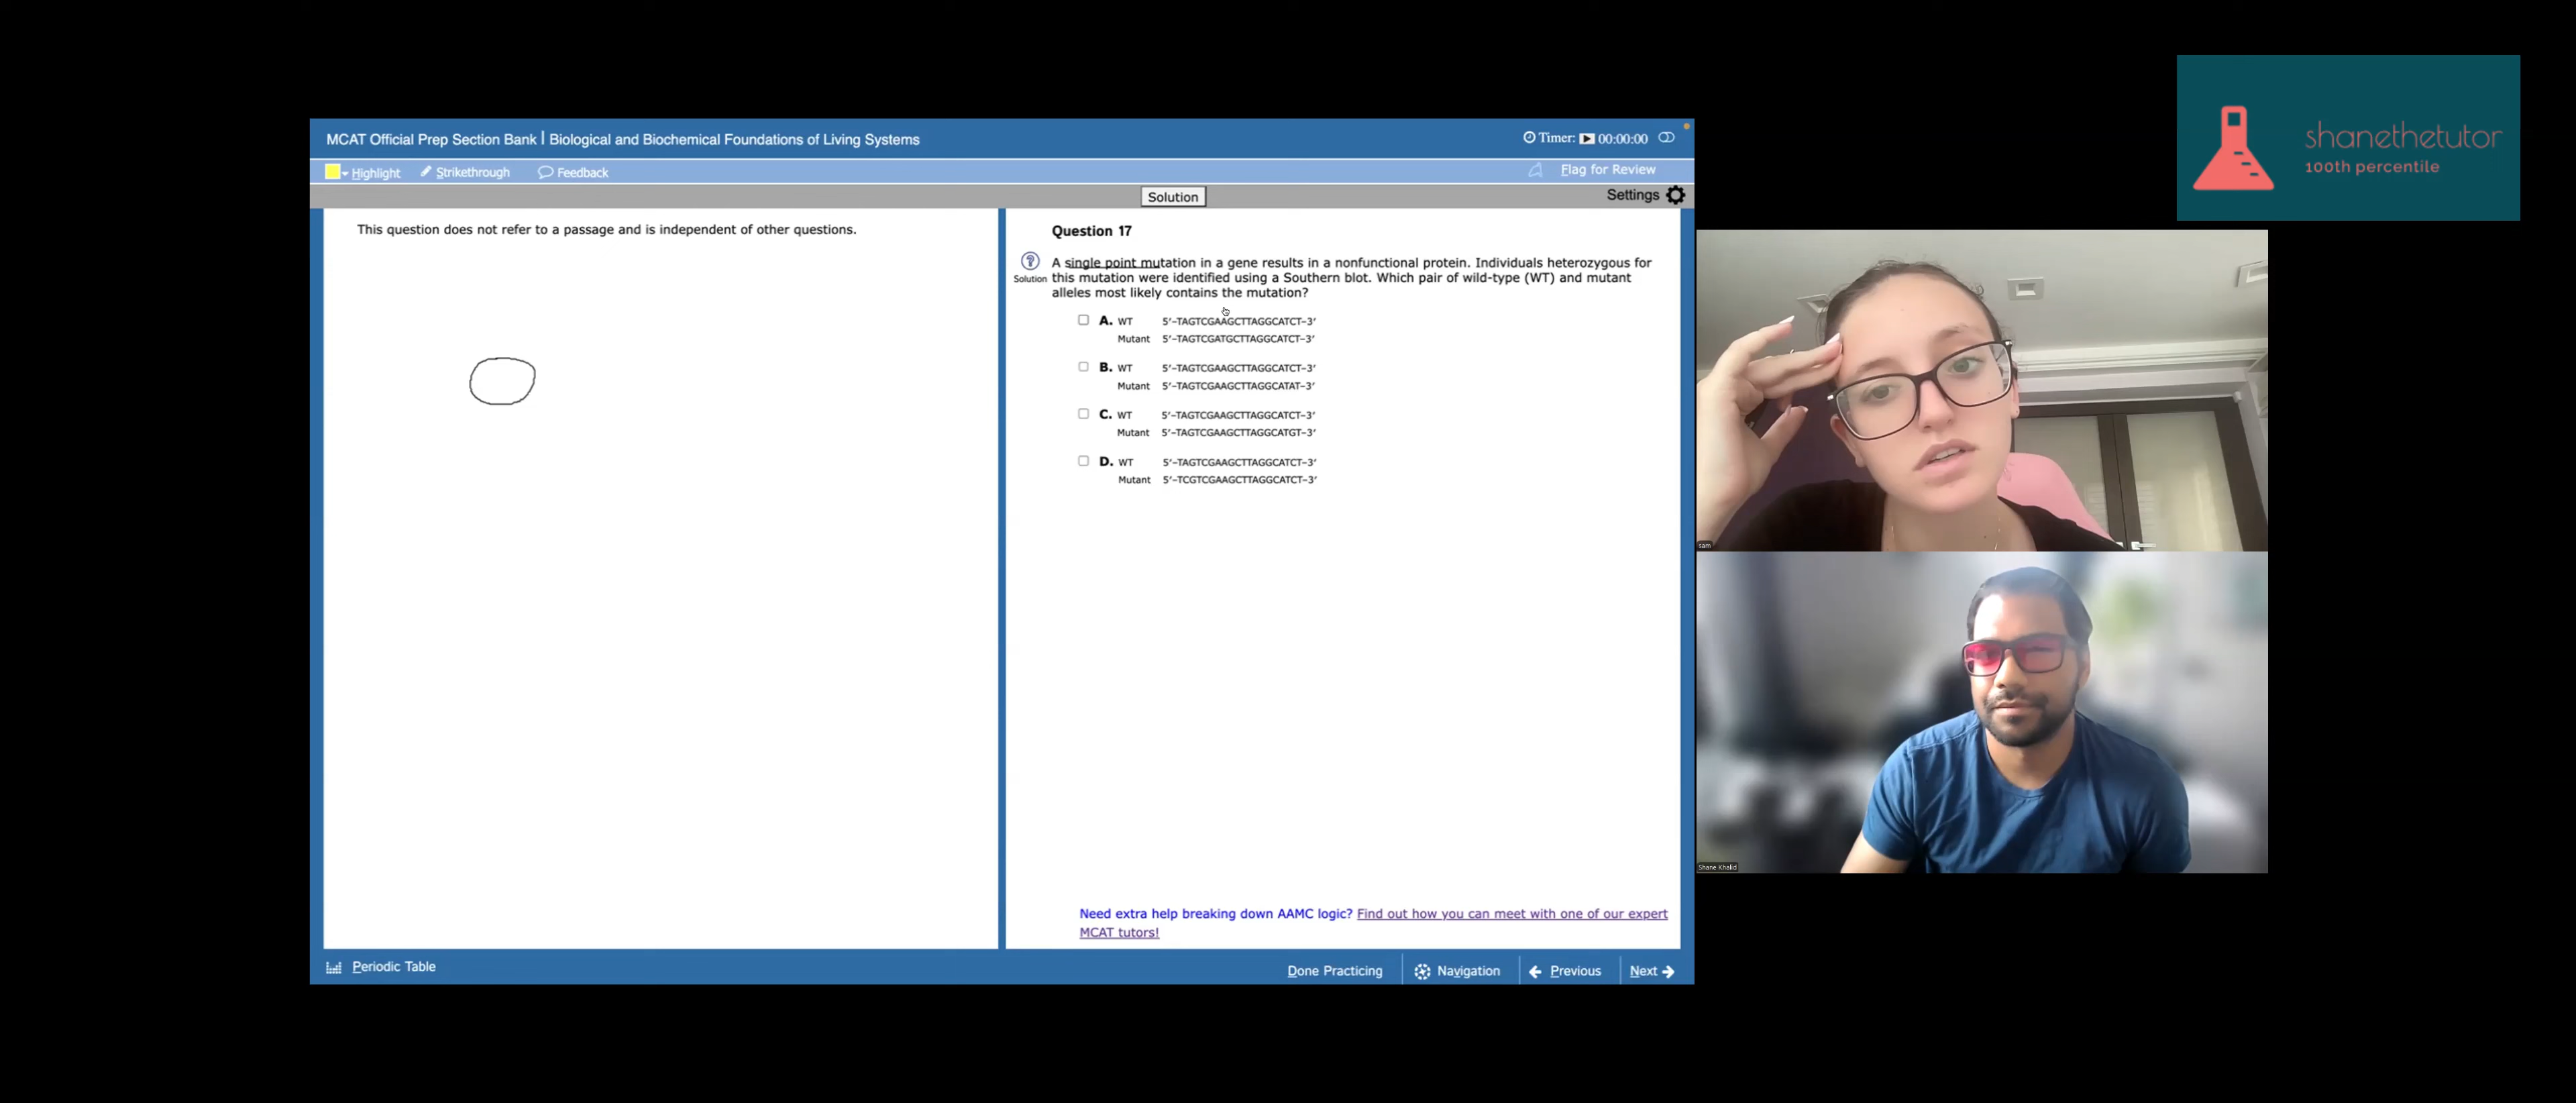 shanethetutor
100th percentile
MCAT Official Prep Section Bank | Biological and Biochemical Foundations of Living Systems
Timer: 00:00:00
Highlight
Strikethrough
Feedback
Flag for Review
Solution
Settings
This question does not refer to a passage and is independent of other questions.
Question 17
Solution
A single point mutation in a gene results in a nonfunctional protein. Individuals heterozygous for
this mutation were identified using a Southern blot. Which pair of wild-type (WT) and mutant
alleles most likely contains the mutation?
A. WT 5′–TAGTCGAAGCTTAGGCATCT–3′
Mutant 5′–TAGTCGATGCTTAGGCATCT–3′
B. WT 5′–TAGTCGAAGCTTAGGCATCT–3′
Mutant 5′–TAGTCGAAGCTTAGGCATAT–3′
C. WT 5′–TAGTCGAAGCTTAGGCATCT–3′
Mutant 5′–TAGTCGAAGCTTAGGCATGT–3′
D. WT 5′–TAGTCGAAGCTTAGGCATCT–3′
Mutant 5′–TCGTCGAAGCTTAGGCATCT–3′
Need extra help breaking down AAMC logic? Find out how you can meet with one of our expert
MCAT tutors!
Periodic Table
Done Practicing
Navigation
Previous
Next
sam
Shane Khalid